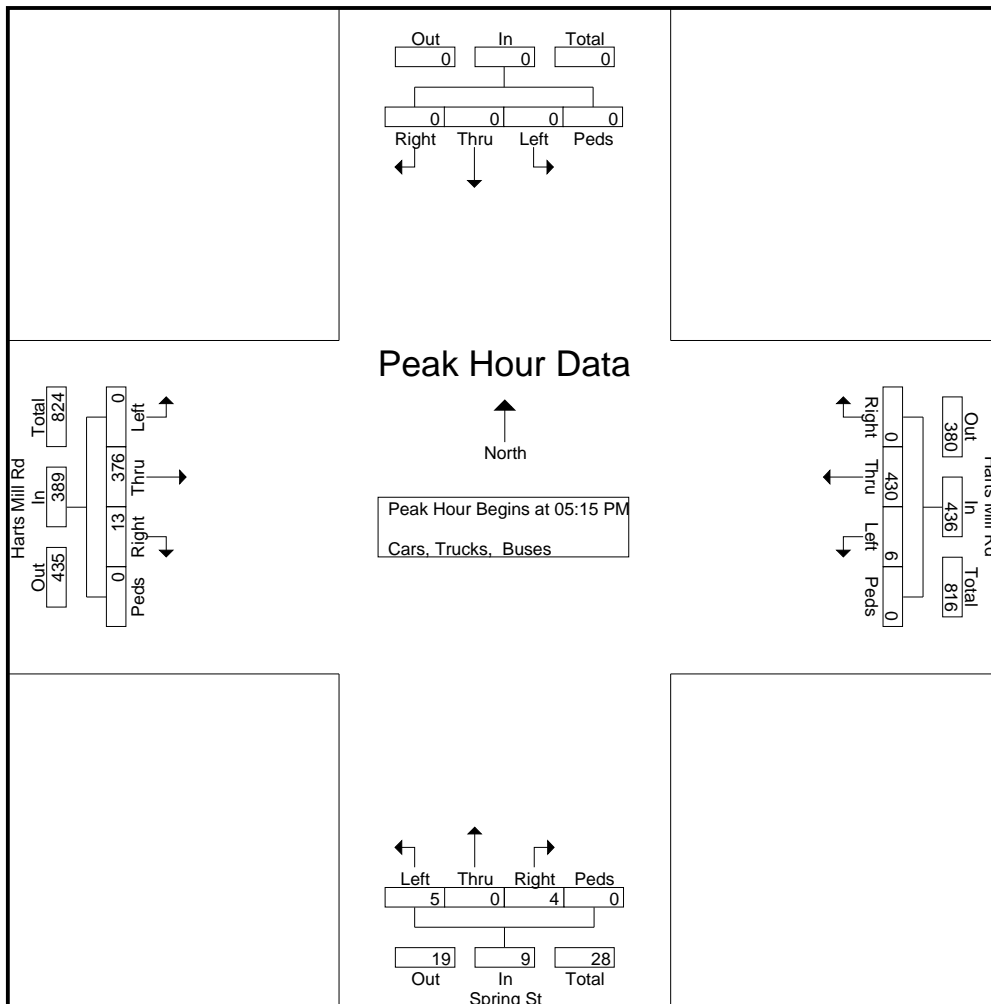 Out In Total
0 0 0
0 0 0 0
Right Thru Left Peds
Peak Hour Data
North
Peak Hour Begins at 05:15 PM
Cars, Trucks, Buses
Harts Mill Rd
Out In Total
435 389 824
0 376 13 0
Left Thru Right Peds
Harts Mill Rd
Out In Total
380 436 816
0 430 6 0
Right Thru Left Peds
Left Thru Right Peds
5 0 4 0
19 9 28
Out In Total
Spring St